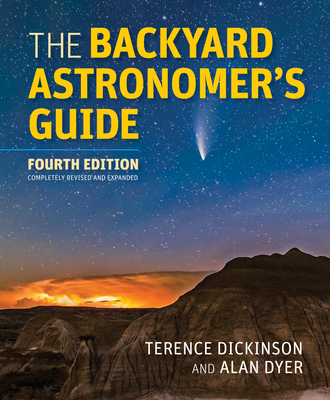 THE BACKYARD
ASTRONOMER'S
GUIDE
FOURTH EDITION
COMPLETELY REVISED AND EXPANDED
TERENCE DICKINSON
AND ALAN DYER